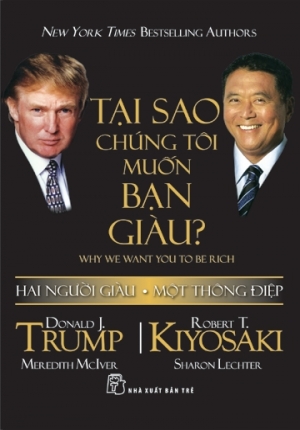 NEW YORK TIMES BESTSELLING AUTHORS
TẠI SAO
CHÚNG TÔI
MUỐN
BẠN
GIÀU?
WHY WE WANT YOU TO BE RICH
HAI NGƯỜI GIÀU • MỘT THÔNG ĐIỆP
DONALD J. TRUMP
MEREDITH MCIVER
ROBERT T. KIYOSAKI
SHARON LECHTER
NHÀ XUẤT BẢN TRẺ